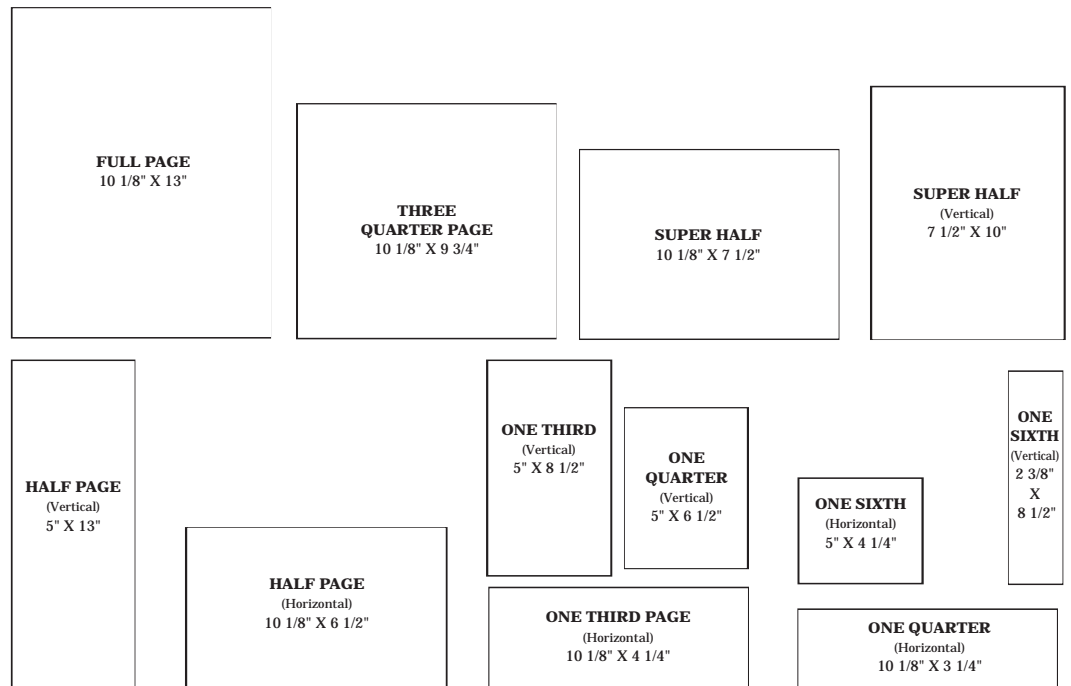 FULL PAGE
10 1/8" X 13"
THREE
QUARTER PAGE
10 1/8" X 9 3/4"
SUPER HALF
10 1/8" X 7 1/2"
SUPER HALF
(Vertical)
7 1/2" X 10"
HALF PAGE
(Vertical)
5" X 13"
HALF PAGE
(Horizontal)
10 1/8" X 6 1/2"
ONE THIRD
(Vertical)
5" X 8 1/2"
ONE THIRD PAGE
(Horizontal)
10 1/8" X 4 1/4"
ONE
QUARTER
(Vertical)
5" X 6 1/2"
ONE SIXTH
(Horizontal)
5" X 4 1/4"
ONE QUARTER
(Horizontal)
10 1/8" X 3 1/4"
ONE
SIXTH
(Vertical)
2 3/8"
X
8 1/2"